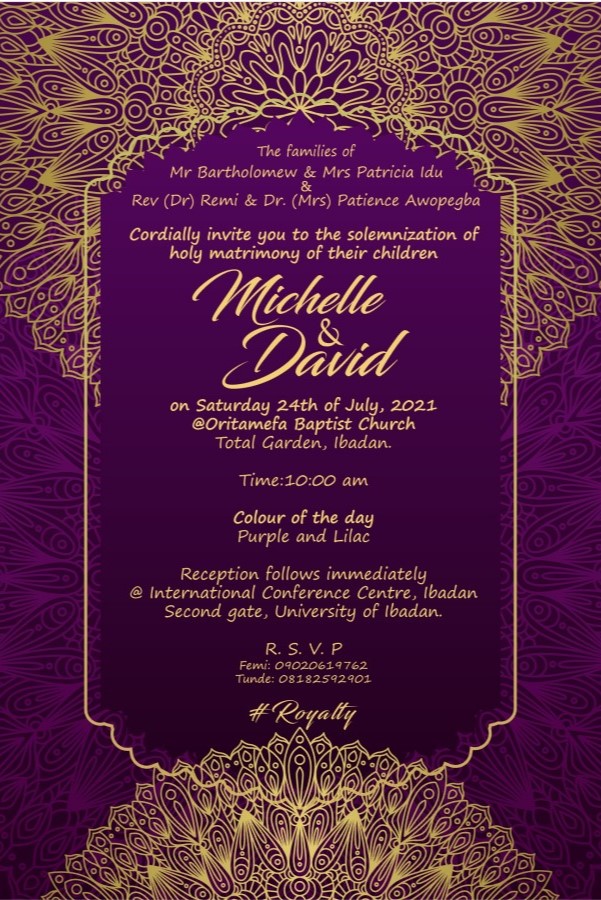 The families of
Mr Bartholomew & Mrs Patricia Idu
&
Rev (Dr) Remi & Dr. (Mrs) Patience Awopegba
Cordially invite you to the solemnization of
holy matrimony of their children
Michelle
&
David
on Saturday 24th of July, 2021
@Oritamefa Baptist Church
Total Garden, Ibadan.
Time:10:00 am
Colour of the day
Purple and Lilac
Reception follows immediately
@ International Conference Centre, Ibadan
Second gate, University of Ibadan.
R. S. V. P
Femi: 09020619762
Tunde: 08182592901
#Royalty